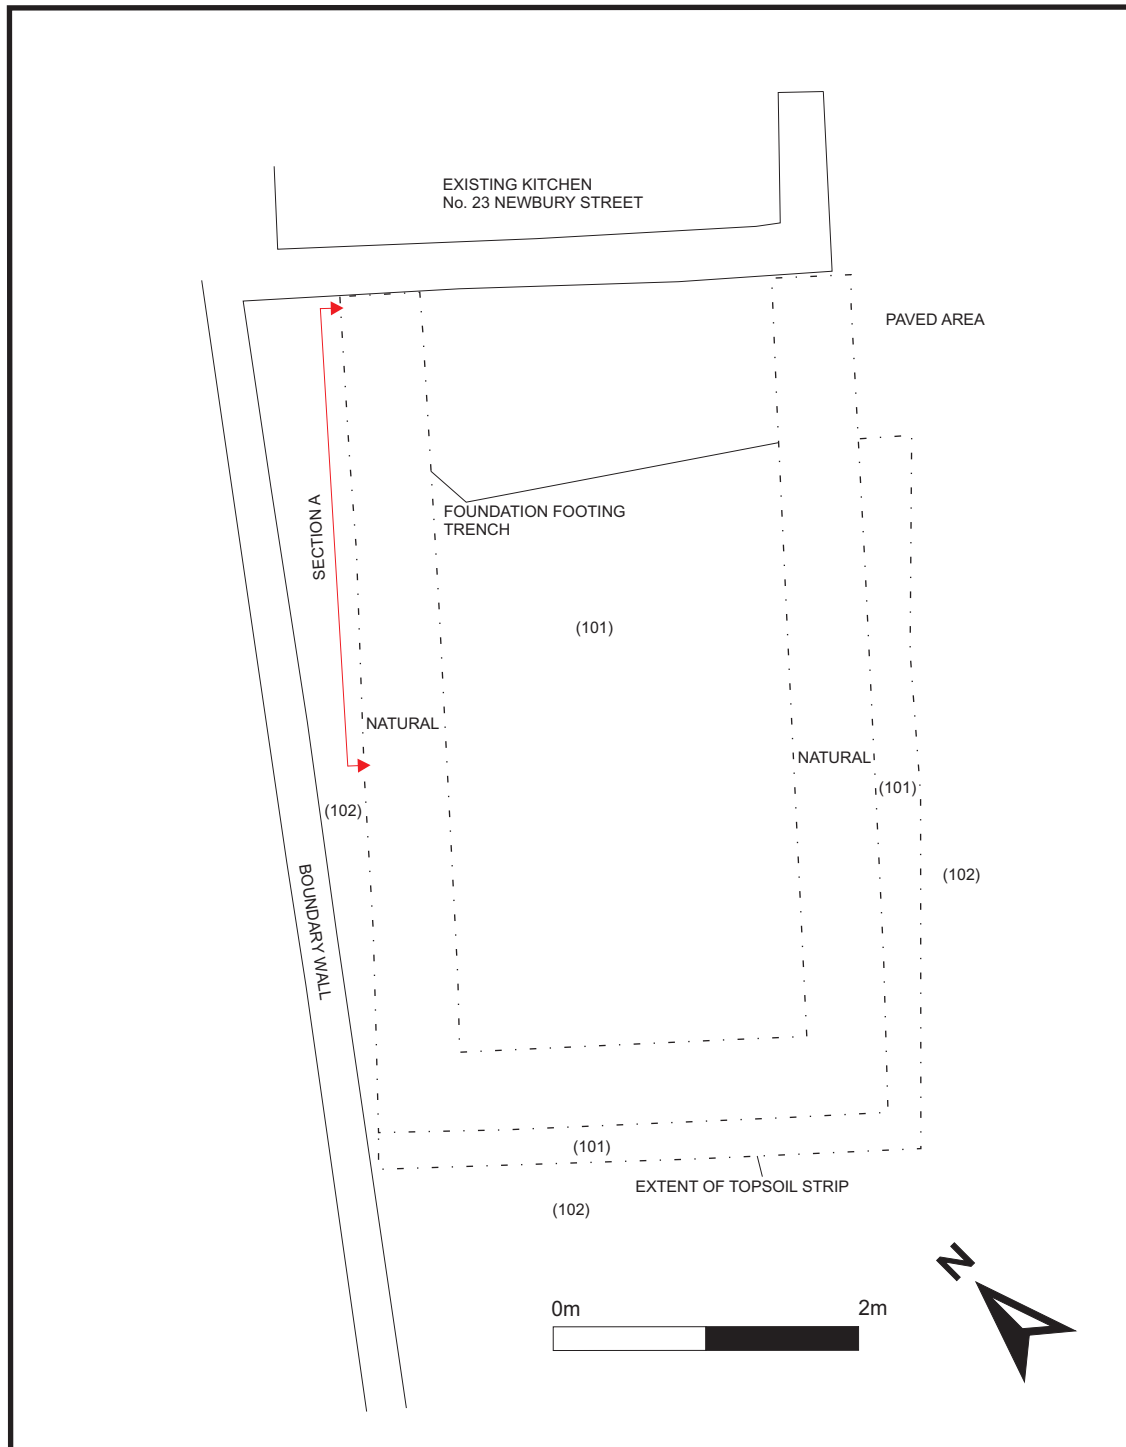 EXISTING KITCHEN
No. 23 NEWBURY STREET
PAVED AREA
SECTION A
FOUNDATION FOOTING
TRENCH
(101)
NATURAL
NATURAL
(101)
(102)
(102)
BOUNDARY WALL
(101)
EXTENT OF TOPSOIL STRIP
(102)
N
0m
2m